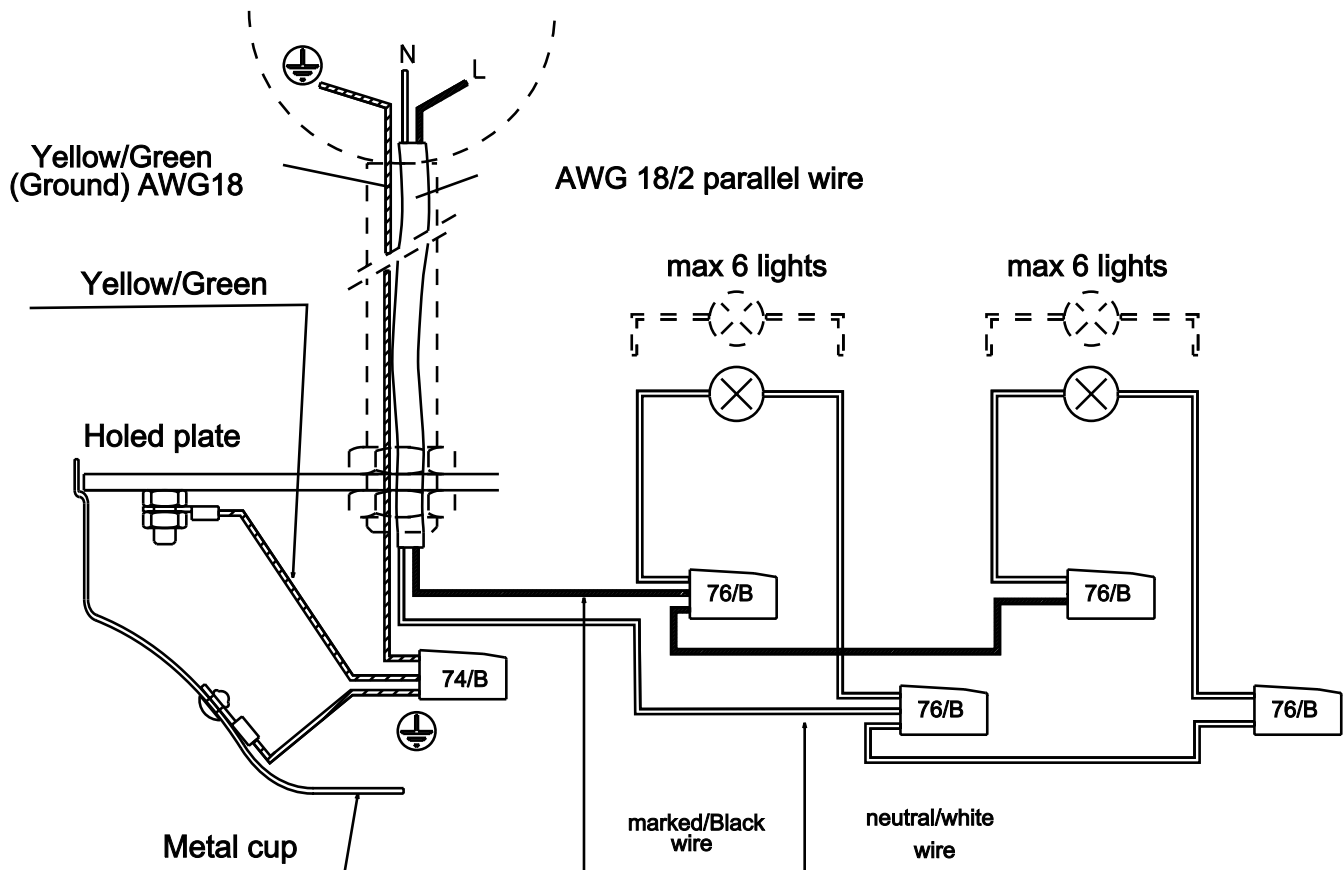 N
L
Yellow/Green
(Ground) AWG18
AWG 18/2 parallel wire
Yellow/Green
max 6 lights
max 6 lights
Holed plate
76/B
76/B
74/B
76/B
76/B
marked/Black
wire
neutral/white
wire
Metal cup